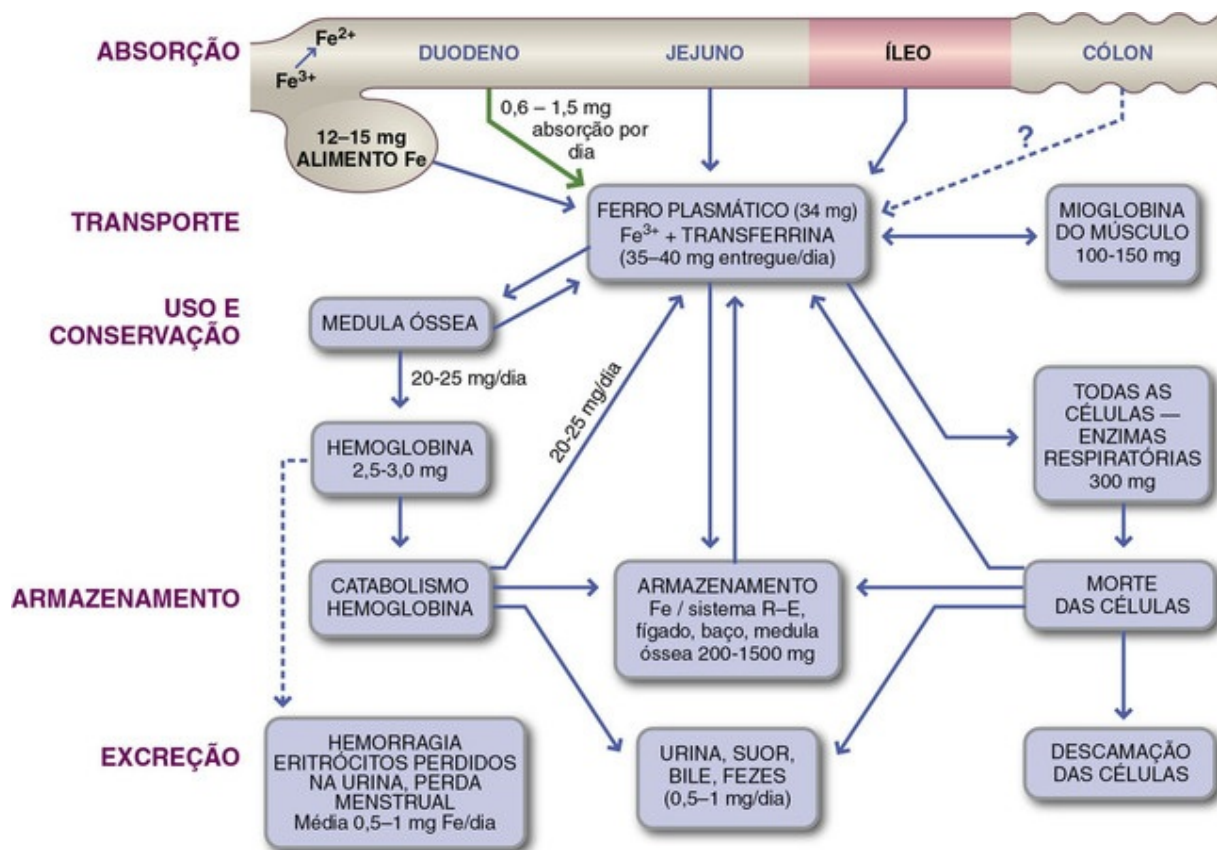 ABSORÇÃO
Fe³⁺
Fe²⁺
DUODENO
JEJUNO
ÍLEO
CÓLON
12–15 mg
ALIMENTO Fe
0,6 – 1,5 mg
absorção por
dia
?
TRANSPORTE
FERRO PLASMÁTICO (34 mg)
Fe³⁺ + TRANSFERRINA
(35–40 mg entregue/dia)
MIOGLOBINA
DO MÚSCULO
100-150 mg
USO E
CONSERVAÇÃO
MEDULA ÓSSEA
20-25 mg/dia
HEMOGLOBINA
2,5-3,0 mg
20-25 mg/dia
TODAS AS
CÉLULAS —
ENZIMAS
RESPIRATÓRIAS
300 mg
ARMAZENAMENTO
CATABOLISMO
HEMOGLOBINA
ARMAZENAMENTO
Fe / sistema R–E,
fígado, baço, medula
óssea 200-1500 mg
MORTE
DAS CÉLULAS
EXCREÇÃO
HEMORRAGIA
ERITRÓCITOS PERDIDOS
NA URINA, PERDA
MENSTRUAL
Média 0,5–1 mg Fe/dia
URINA, SUOR,
BILE, FEZES
(0,5–1 mg/dia)
DESCAMAÇÃO
DAS CÉLULAS